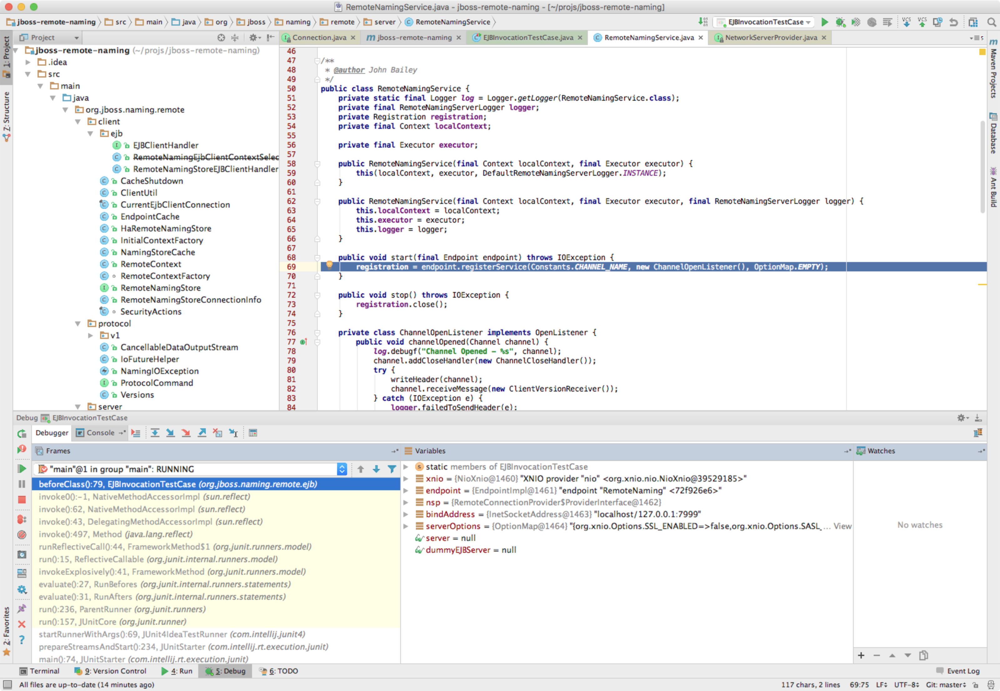 RemoteNamingService.java - jboss-remote-naming - [~/projs/jboss-remote-naming]
jboss-remote-naming src main java org jboss naming remote server RemoteNamingService EJBInvocationTestCase VCS VCS
1: Project
Z: Structure
2: Favorites
Project
jboss-remote-naming (~/projs/jboss-remote-naming)
.idea
src
main
java
org.jboss.naming.remote
client
ejb
EJBClientHandler
RemoteNamingEjbClientContextSelec
RemoteNamingStoreEJBClientHandler
CacheShutdown
ClientUtil
CurrentEjbClientConnection
EndpointCache
HaRemoteNamingStore
InitialContextFactory
NamingStoreCache
RemoteContext
RemoteContextFactory
RemoteNamingStore
RemoteNamingStoreConnectionInfo
SecurityActions
protocol
v1
CancellableDataOutputStream
IoFutureHelper
NamingIOException
ProtocolCommand
Versions
server
Connection.java jboss-remote-naming EJBInvocationTestCase.java RemoteNamingService.java NetworkServerProvider.java 5
46
47 /**
48 * @author John Bailey
49 */
50 public class RemoteNamingService {
51 private static final Logger log = Logger.getLogger(RemoteNamingService.class);
52 private final RemoteNamingServerLogger logger;
53 private Registration registration;
54 private final Context localContext;
55
56 private final Executor executor;
57
58 public RemoteNamingService(final Context localContext, final Executor executor) {
59 this(localContext, executor, DefaultRemoteNamingServerLogger.INSTANCE);
60 }
61
62 public RemoteNamingService(final Context localContext, final Executor executor, final RemoteNamingServerLogger logger) {
63 this.localContext = localContext;
64 this.executor = executor;
65 this.logger = logger;
66 }
67
68 public void start(final Endpoint endpoint) throws IOException {
69 registration = endpoint.registerService(Constants.CHANNEL_NAME, new ChannelOpenListener(), OptionMap.EMPTY);
70 }
71
72 public void stop() throws IOException {
73 registration.close();
74 }
75
76 private class ChannelOpenListener implements OpenListener {
77 public void channelOpened(Channel channel) {
78 log.debugf("Channel Opened - %s", channel);
79 channel.addCloseHandler(new ChannelCloseHandler());
80 try {
81 writeHeader(channel);
82 channel.receiveMessage(new ClientVersionReceiver());
83 } catch (IOException e) {
84 logger.failedToSendHeader(e);
Maven Projects
Database
Ant Build
Debug EJBInvocationTestCase
Debugger Console
Frames
"main"@1 in group "main": RUNNING
beforeClass():79, EJBInvocationTestCase (org.jboss.naming.remote.ejb)
invoke0():-1, NativeMethodAccessorImpl (sun.reflect)
invoke():62, NativeMethodAccessorImpl (sun.reflect)
invoke():43, DelegatingMethodAccessorImpl (sun.reflect)
invoke():497, Method (java.lang.reflect)
runReflectiveCall():44, FrameworkMethod$1 (org.junit.runners.model)
run():15, ReflectiveCallable (org.junit.internal.runners.model)
invokeExplosively():41, FrameworkMethod (org.junit.runners.model)
evaluate():27, RunBefores (org.junit.internal.runners.statements)
evaluate():31, RunAfters (org.junit.internal.runners.statements)
run():236, ParentRunner (org.junit.runners)
run():157, JUnitCore (org.junit.runner)
startRunnerWithArgs():69, JUnit4IdeaTestRunner (com.intellij.junit4)
prepareStreamsAndStart():234, JUnitStarter (com.intellij.rt.execution.junit)
main():74, JUnitStarter (com.intellij.rt.execution.junit)
Variables
static members of EJBInvocationTestCase
xnio = {NioXnio@1460} "XNIO provider "nio" <org.xnio.nio.NioXnio@39529185>"
endpoint = {EndpointImpl@1461} "endpoint "RemoteNaming" <72f926e6>"
nsp = {RemoteConnectionProvider$ProviderInterface@1462}
bindAddress = {InetSocketAddress@1463} "localhost/127.0.0.1:7999"
serverOptions = {OptionMap@1464} "{org.xnio.Options.SSL_ENABLED=>false,org.xnio.Options.SASL_... View
server = null
dummyEJBServer = null
Watches
No watches
Terminal 9: Version Control 4: Run 5: Debug 6: TODO Event Log
All files are up-to-date (14 minutes ago) 117 chars, 2 lines 69:75 LF UTF-8 Git: master